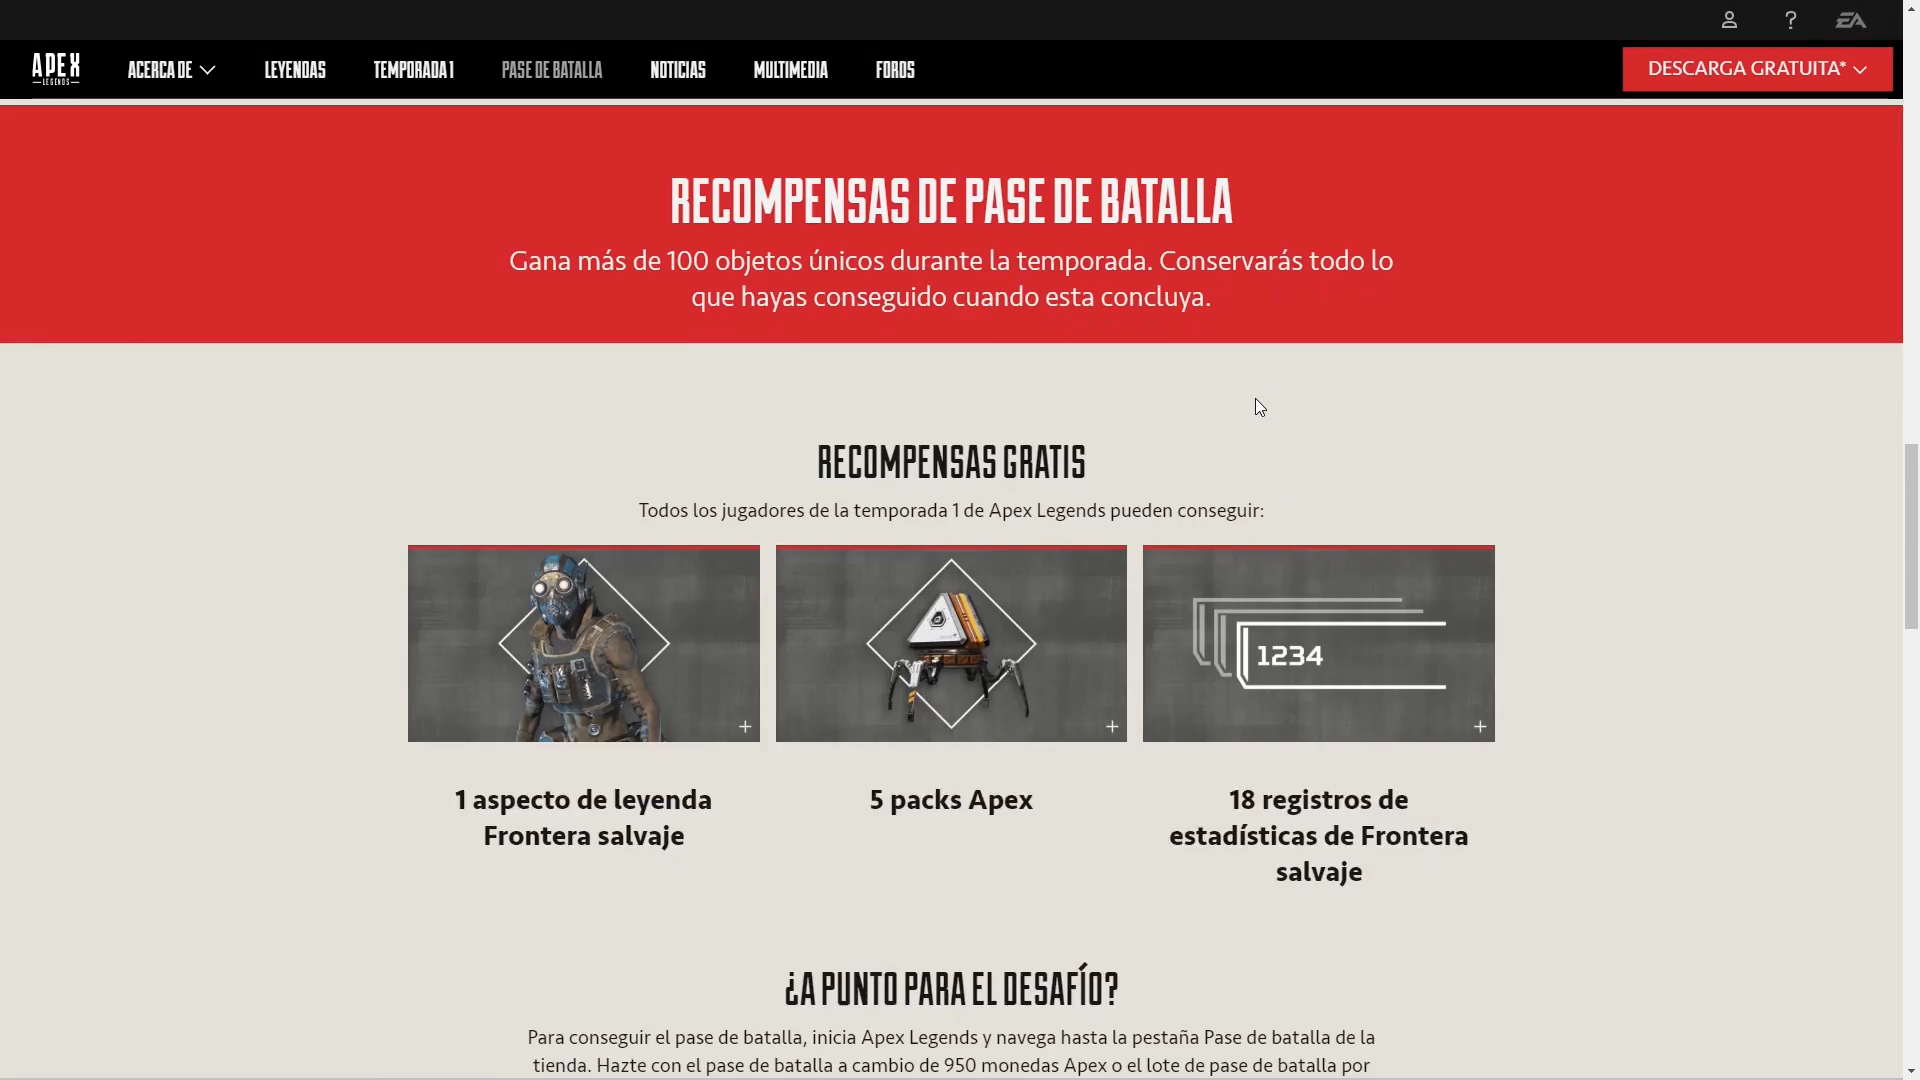 EA
APEX
LEGENDS
ACERCA DE
LEYENDAS
TEMPORADA 1
PASE DE BATALLA
NOTICIAS
MULTIMEDIA
FOROS
DESCARGA GRATUITA*
RECOMPENSAS DE PASE DE BATALLA
Gana más de 100 objetos únicos durante la temporada. Conservarás todo lo
que hayas conseguido cuando esta concluya.
RECOMPENSAS GRATIS
Todos los jugadores de la temporada 1 de Apex Legends pueden conseguir:
1234
1 aspecto de leyenda
Frontera salvaje
5 packs Apex
18 registros de
estadísticas de Frontera
salvaje
¿A PUNTO PARA EL DESAFÍO?
Para conseguir el pase de batalla, inicia Apex Legends y navega hasta la pestaña Pase de batalla de la
tienda. Hazte con el pase de batalla a cambio de 950 monedas Apex o el lote de pase de batalla por